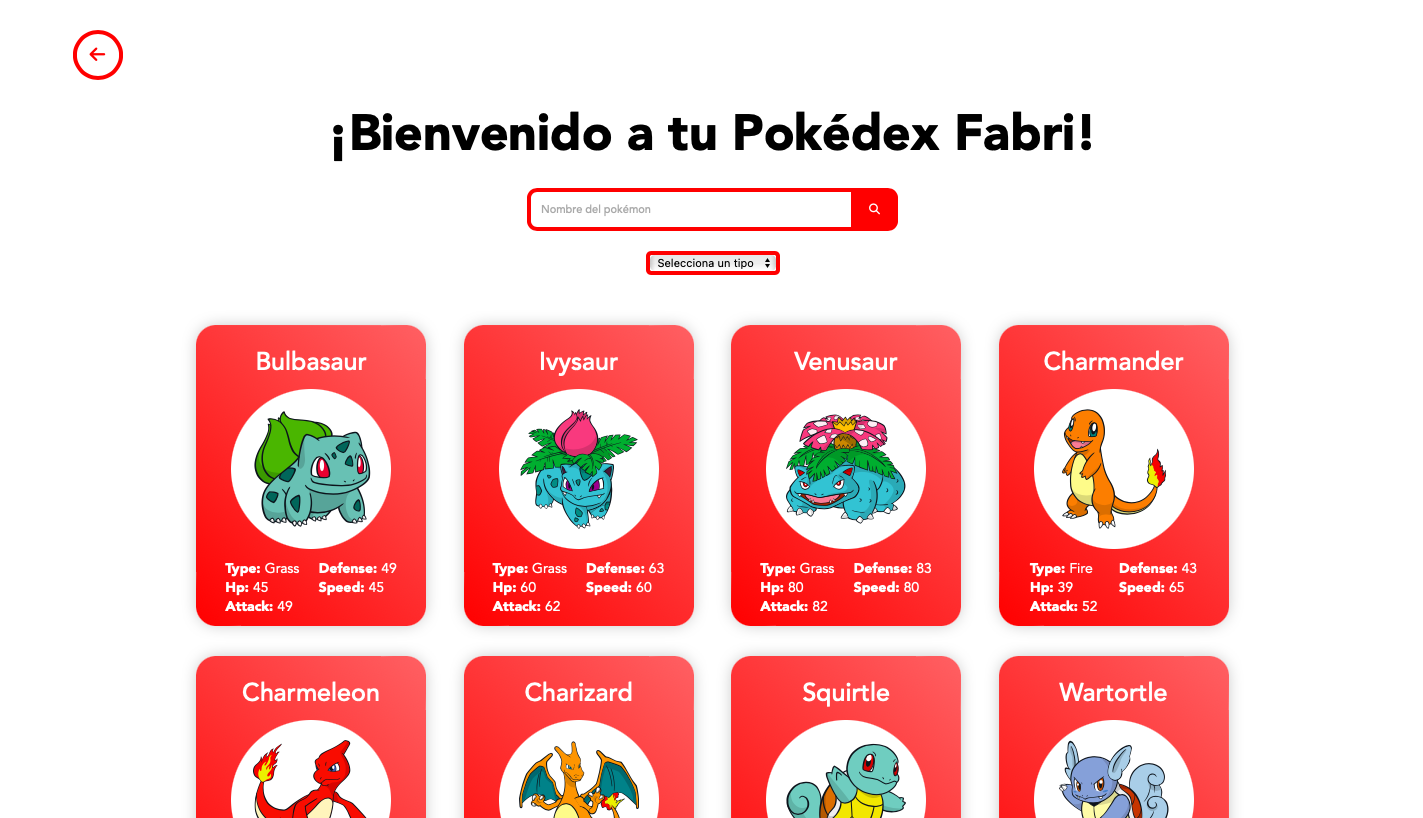 ¡Bienvenido a tu Pokédex Fabri!
Nombre del pokémon
Selecciona un tipo
Bulbasaur
Type: Grass
Hp: 45
Attack: 49
Defense: 49
Speed: 45
Ivysaur
Type: Grass
Hp: 60
Attack: 62
Defense: 63
Speed: 60
Venusaur
Type: Grass
Hp: 80
Attack: 82
Defense: 83
Speed: 80
Charmander
Type: Fire
Hp: 39
Attack: 52
Defense: 43
Speed: 65
Charmeleon
Charizard
Squirtle
Wartortle